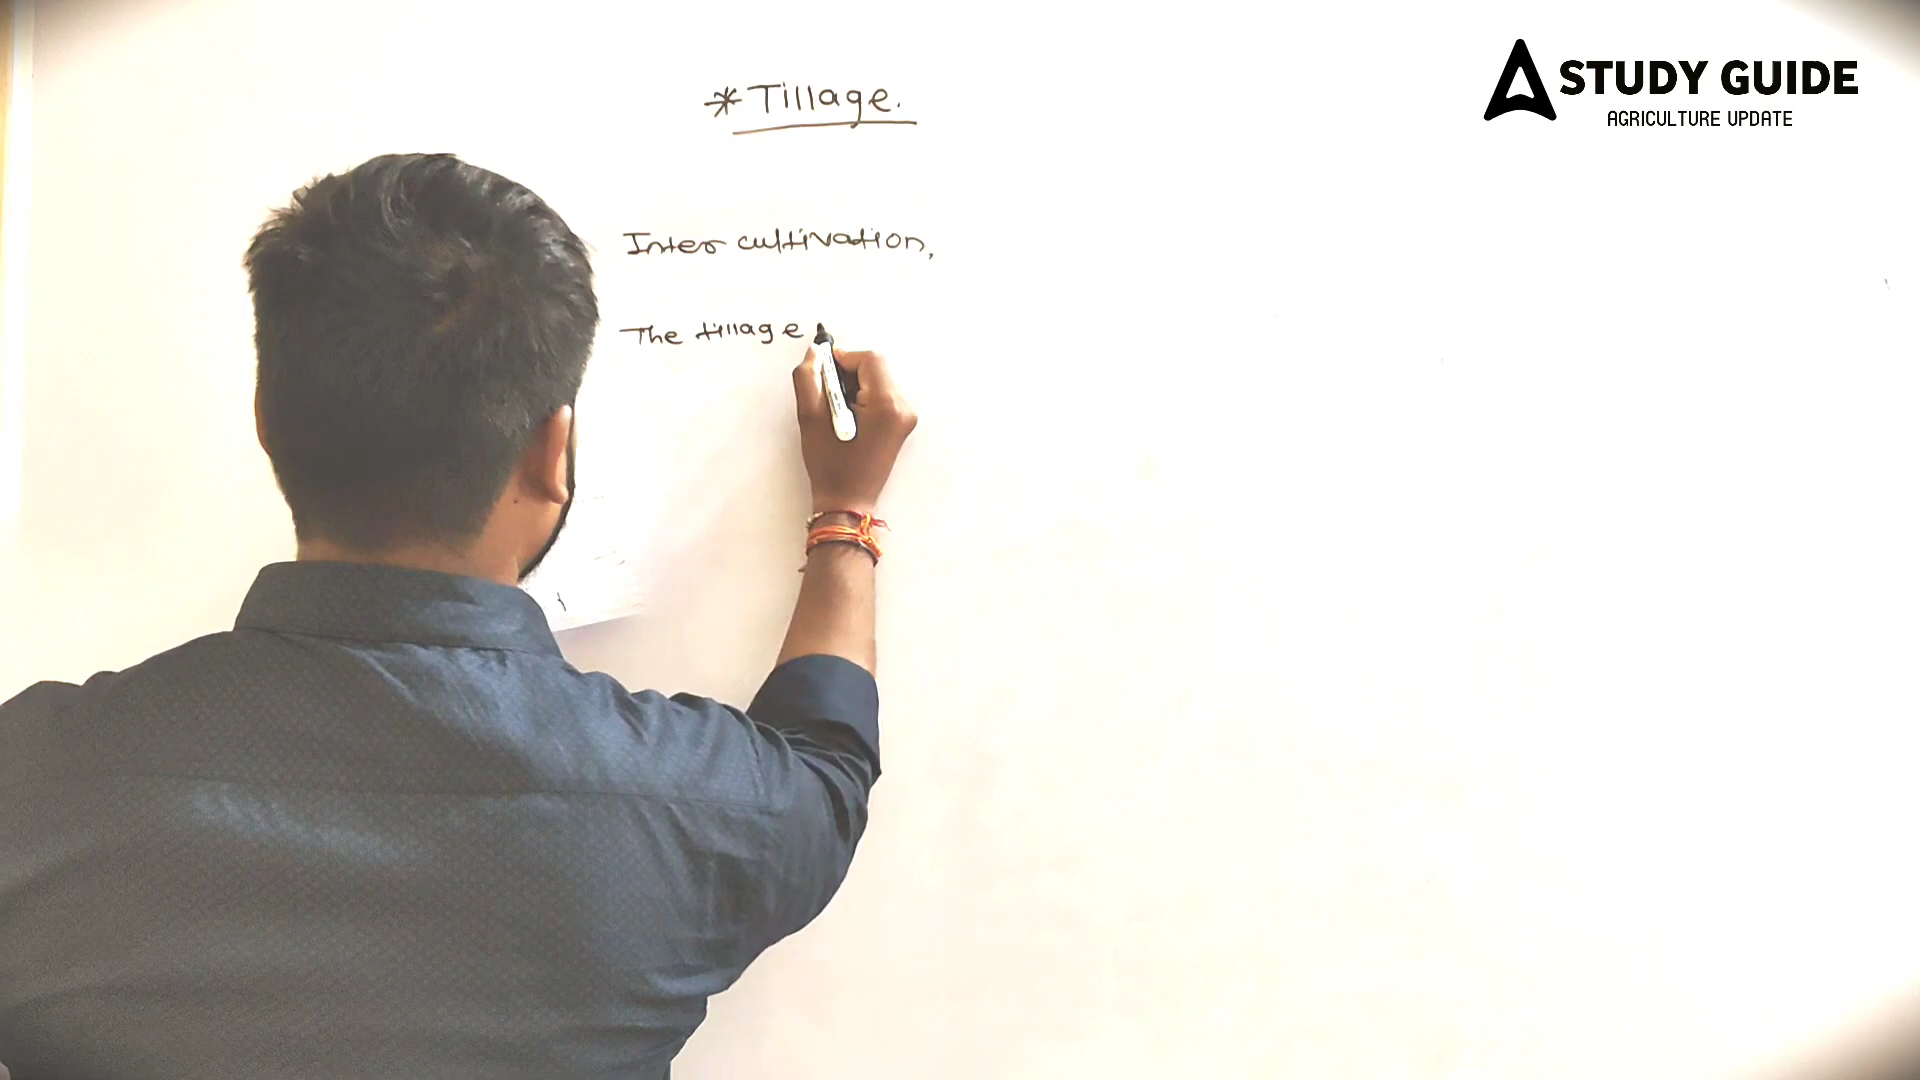 * Tillage.
STUDY GUIDE
AGRICULTURE UPDATE
Inter cultivation,
The tillage